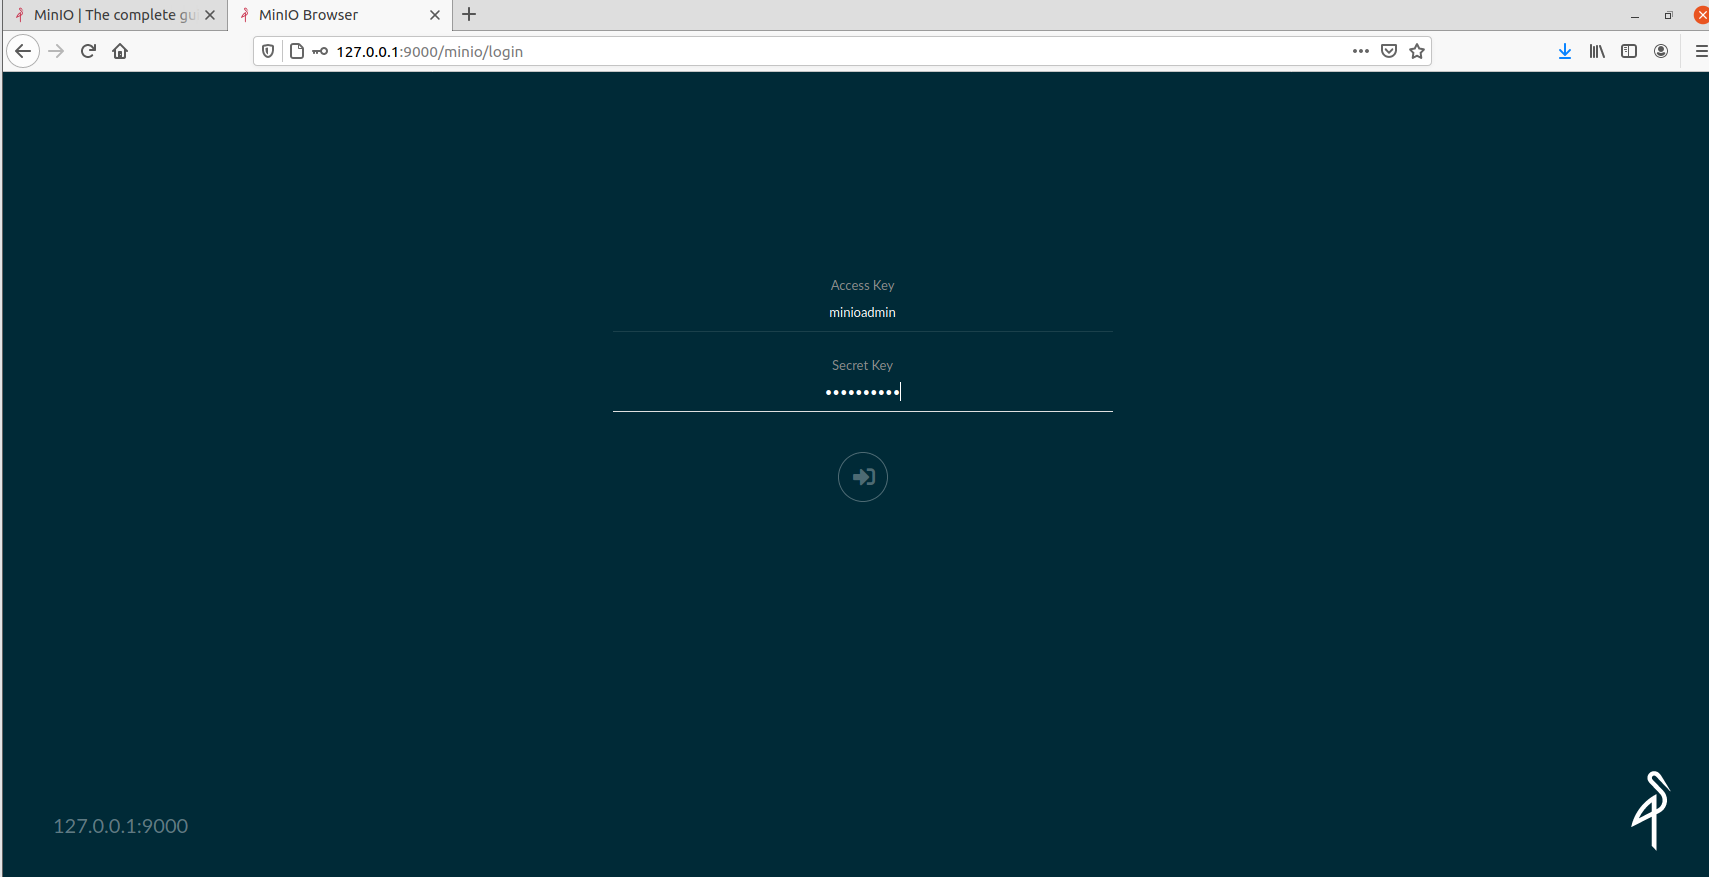 MinIO | The complete gu
MinIO Browser
127.0.0.1:9000/minio/login
Access Key
minioadmin
Secret Key
••••••••••
127.0.0.1:9000